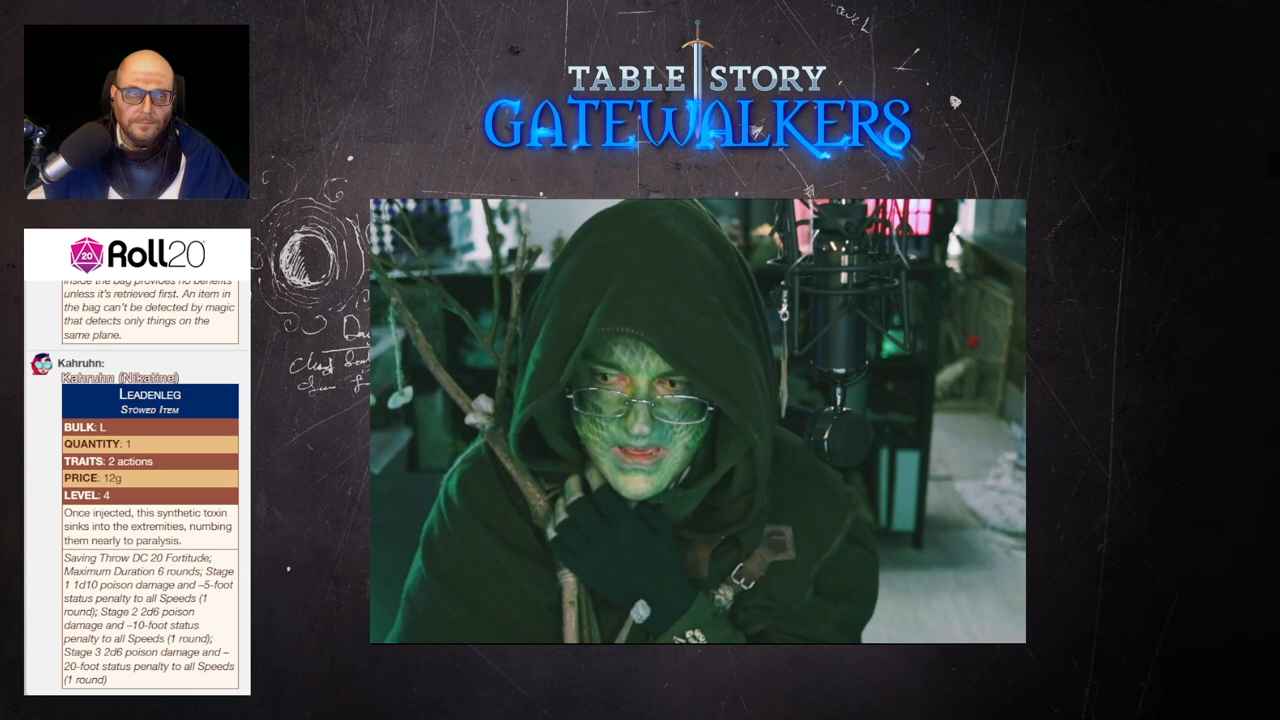 TABLE STORY
GATEWALKERS
Roll20
20
inside the bag provides no benefits
unless it's retrieved first. An item in
the bag can't be detected by magic
that detects only things on the
same plane.
Kahruhn:
Kahruhn (Nikatine)
LEADENLEG
STOWED ITEM
BULK: L
QUANTITY: 1
TRAITS: 2 actions
PRICE: 12g
LEVEL: 4
Once injected, this synthetic toxin
sinks into the extremities, numbing
them nearly to paralysis.
Saving Throw DC 20 Fortitude;
Maximum Duration 6 rounds; Stage
1 1d10 poison damage and –5-foot
status penalty to all Speeds (1
round); Stage 2 2d6 poison
damage and –10-foot status
penalty to all Speeds (1 round);
Stage 3 2d6 poison damage and –
20-foot status penalty to all Speeds
(1 round)